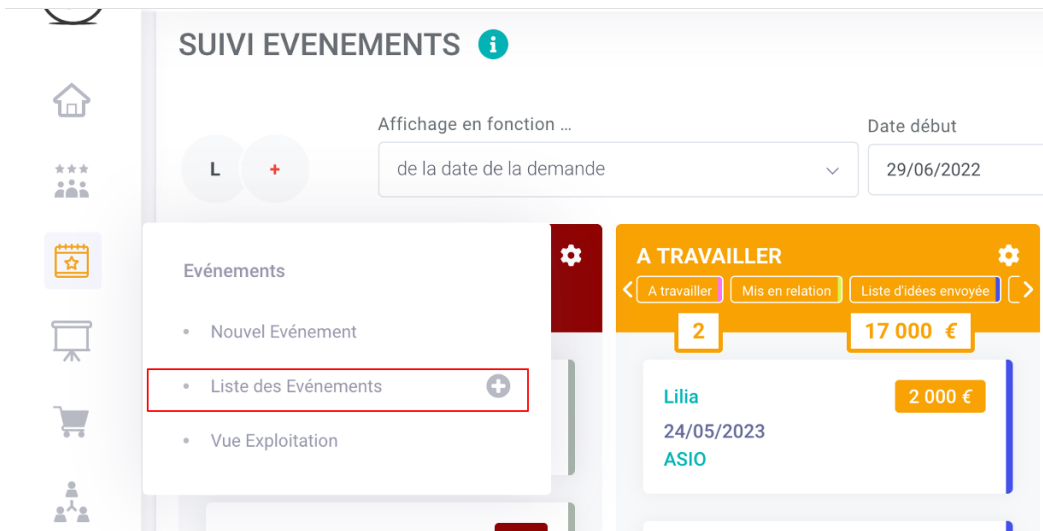 SUIVI EVENEMENTS
Affichage en fonction ...
Date début
L +
de la date de la demande
29/06/2022
Evénements
• Nouvel Evénement
• Liste des Evénements
• Vue Exploitation
A TRAVAILLER
A travailler
Mis en relation
Liste d'idées envoyée
2
17 000 €
Lilia
2 000 €
24/05/2023
ASIO